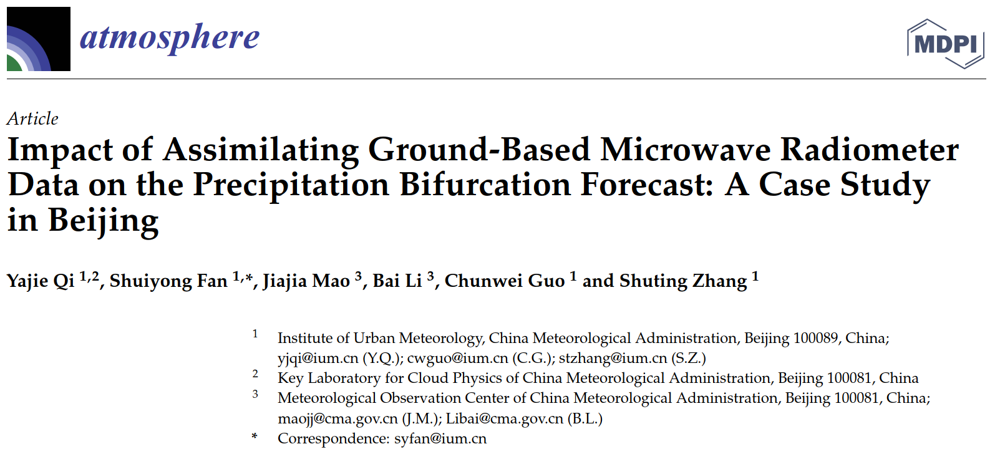 atmosphere
MDPI
Article
Impact of Assimilating Ground-Based Microwave Radiometer
Data on the Precipitation Bifurcation Forecast: A Case Study
in Beijing
Yajie Qi 1,2, Shuiyong Fan 1,*, Jiajia Mao 3, Bai Li 3, Chunwei Guo 1 and Shuting Zhang 1
1 Institute of Urban Meteorology, China Meteorological Administration, Beijing 100089, China;
yjqi@ium.cn (Y.Q.); cwguo@ium.cn (C.G.); stzhang@ium.cn (S.Z.)
2 Key Laboratory for Cloud Physics of China Meteorological Administration, Beijing 100081, China
3 Meteorological Observation Center of China Meteorological Administration, Beijing 100081, China;
maojj@cma.gov.cn (J.M.); Libai@cma.gov.cn (B.L.)
* Correspondence: syfan@ium.cn